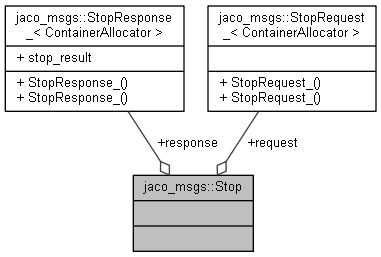 jaco_msgs::StopResponse
_< ContainerAllocator >
+ stop_result
+ StopResponse_()
+ StopResponse_()
jaco_msgs::StopRequest
_< ContainerAllocator >
+ StopRequest_()
+ StopRequest_()
+response
+request
jaco_msgs::Stop